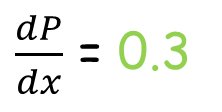 dP/dx = 0.3